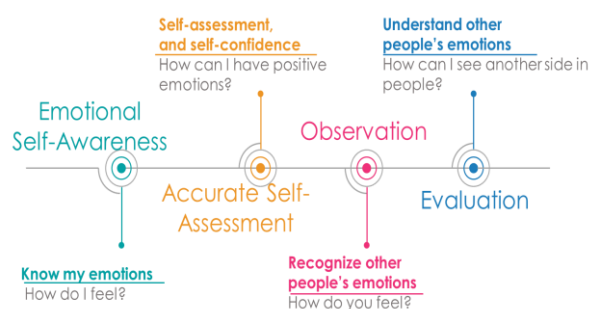 Self-assessment,
and self-confidence
How can I have positive
emotions?
Understand other
people's emotions
How can I see another side in
people?
Emotional
Self-Awareness
Observation
Accurate Self-
Assessment
Evaluation
Know my emotions
How do I feel?
Recognize other
people's emotions
How do you feel?